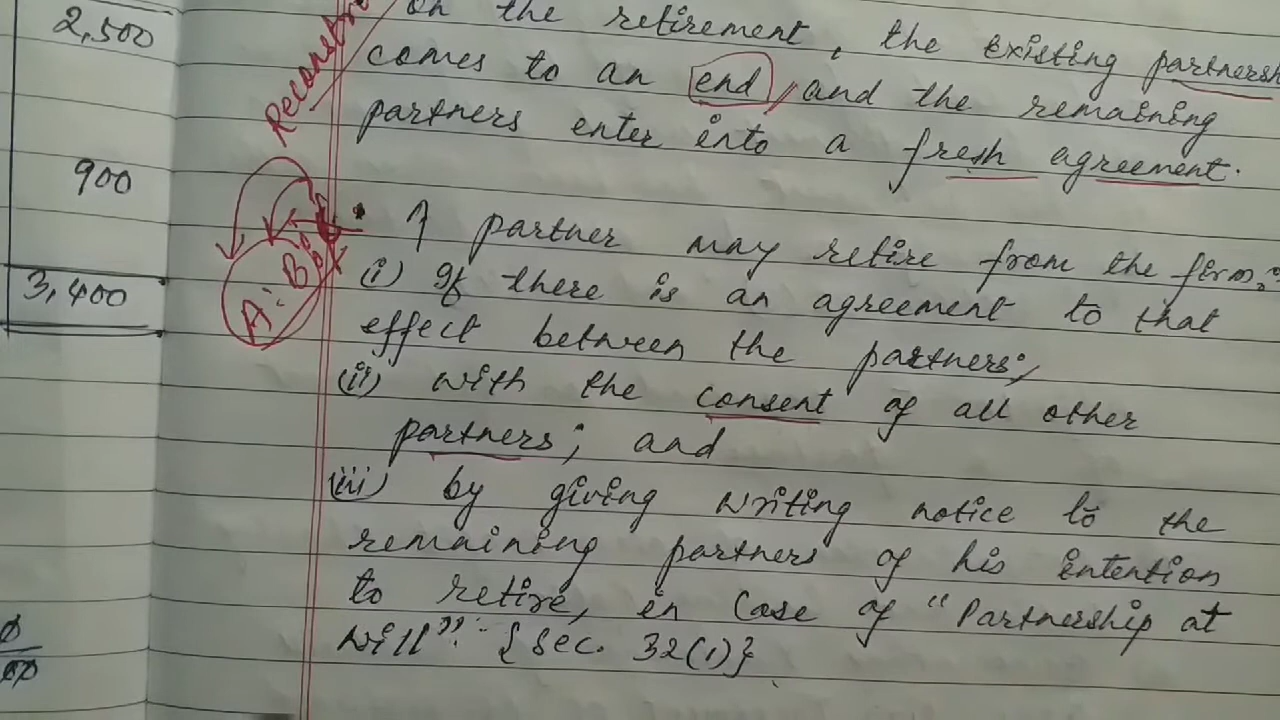 2,500
900
3,400
on the retirement, the existing
comes to an end, and the remaining
partners enter into a fresh agreement.
A partner may retire from the firm:
(i) If there is an agreement to that
effect between the partners;
(ii) with the consent of all other
partners; and
(iii) by giving writing notice to the
remaining partners of his intention
to retire, in case of "Partnership at
will". {sec. 32(1)}
A: B: